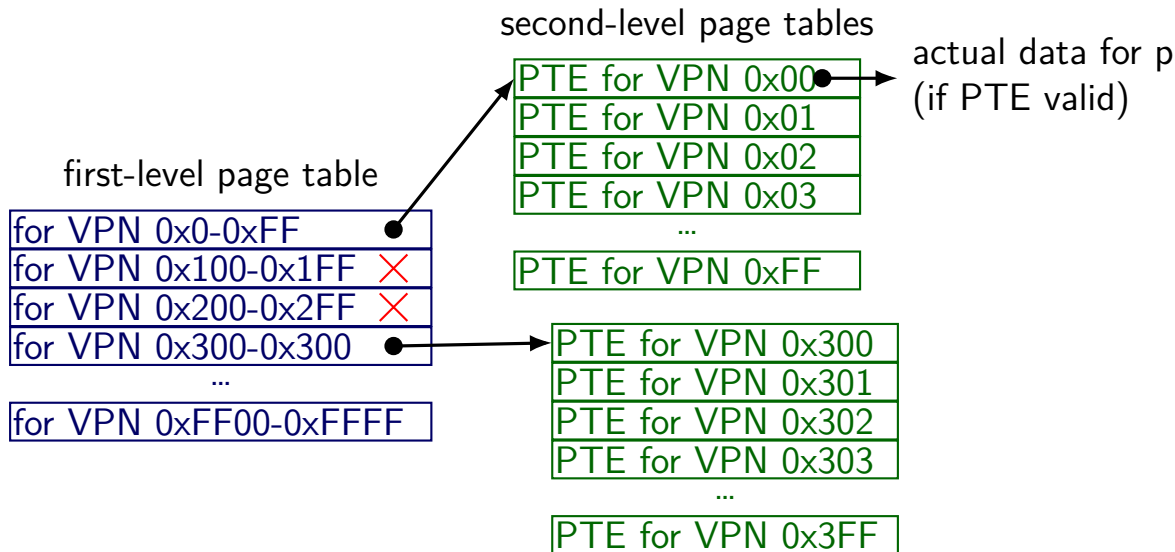 second-level page tables
PTE for VPN 0x00
PTE for VPN 0x01
PTE for VPN 0x02
PTE for VPN 0x03
...
PTE for VPN 0xFF
actual data for p
(if PTE valid)
first-level page table
for VPN 0x0-0xFF
for VPN 0x100-0x1FF
for VPN 0x200-0x2FF
for VPN 0x300-0x300
...
for VPN 0xFF00-0xFFFF
PTE for VPN 0x300
PTE for VPN 0x301
PTE for VPN 0x302
PTE for VPN 0x303
...
PTE for VPN 0x3FF